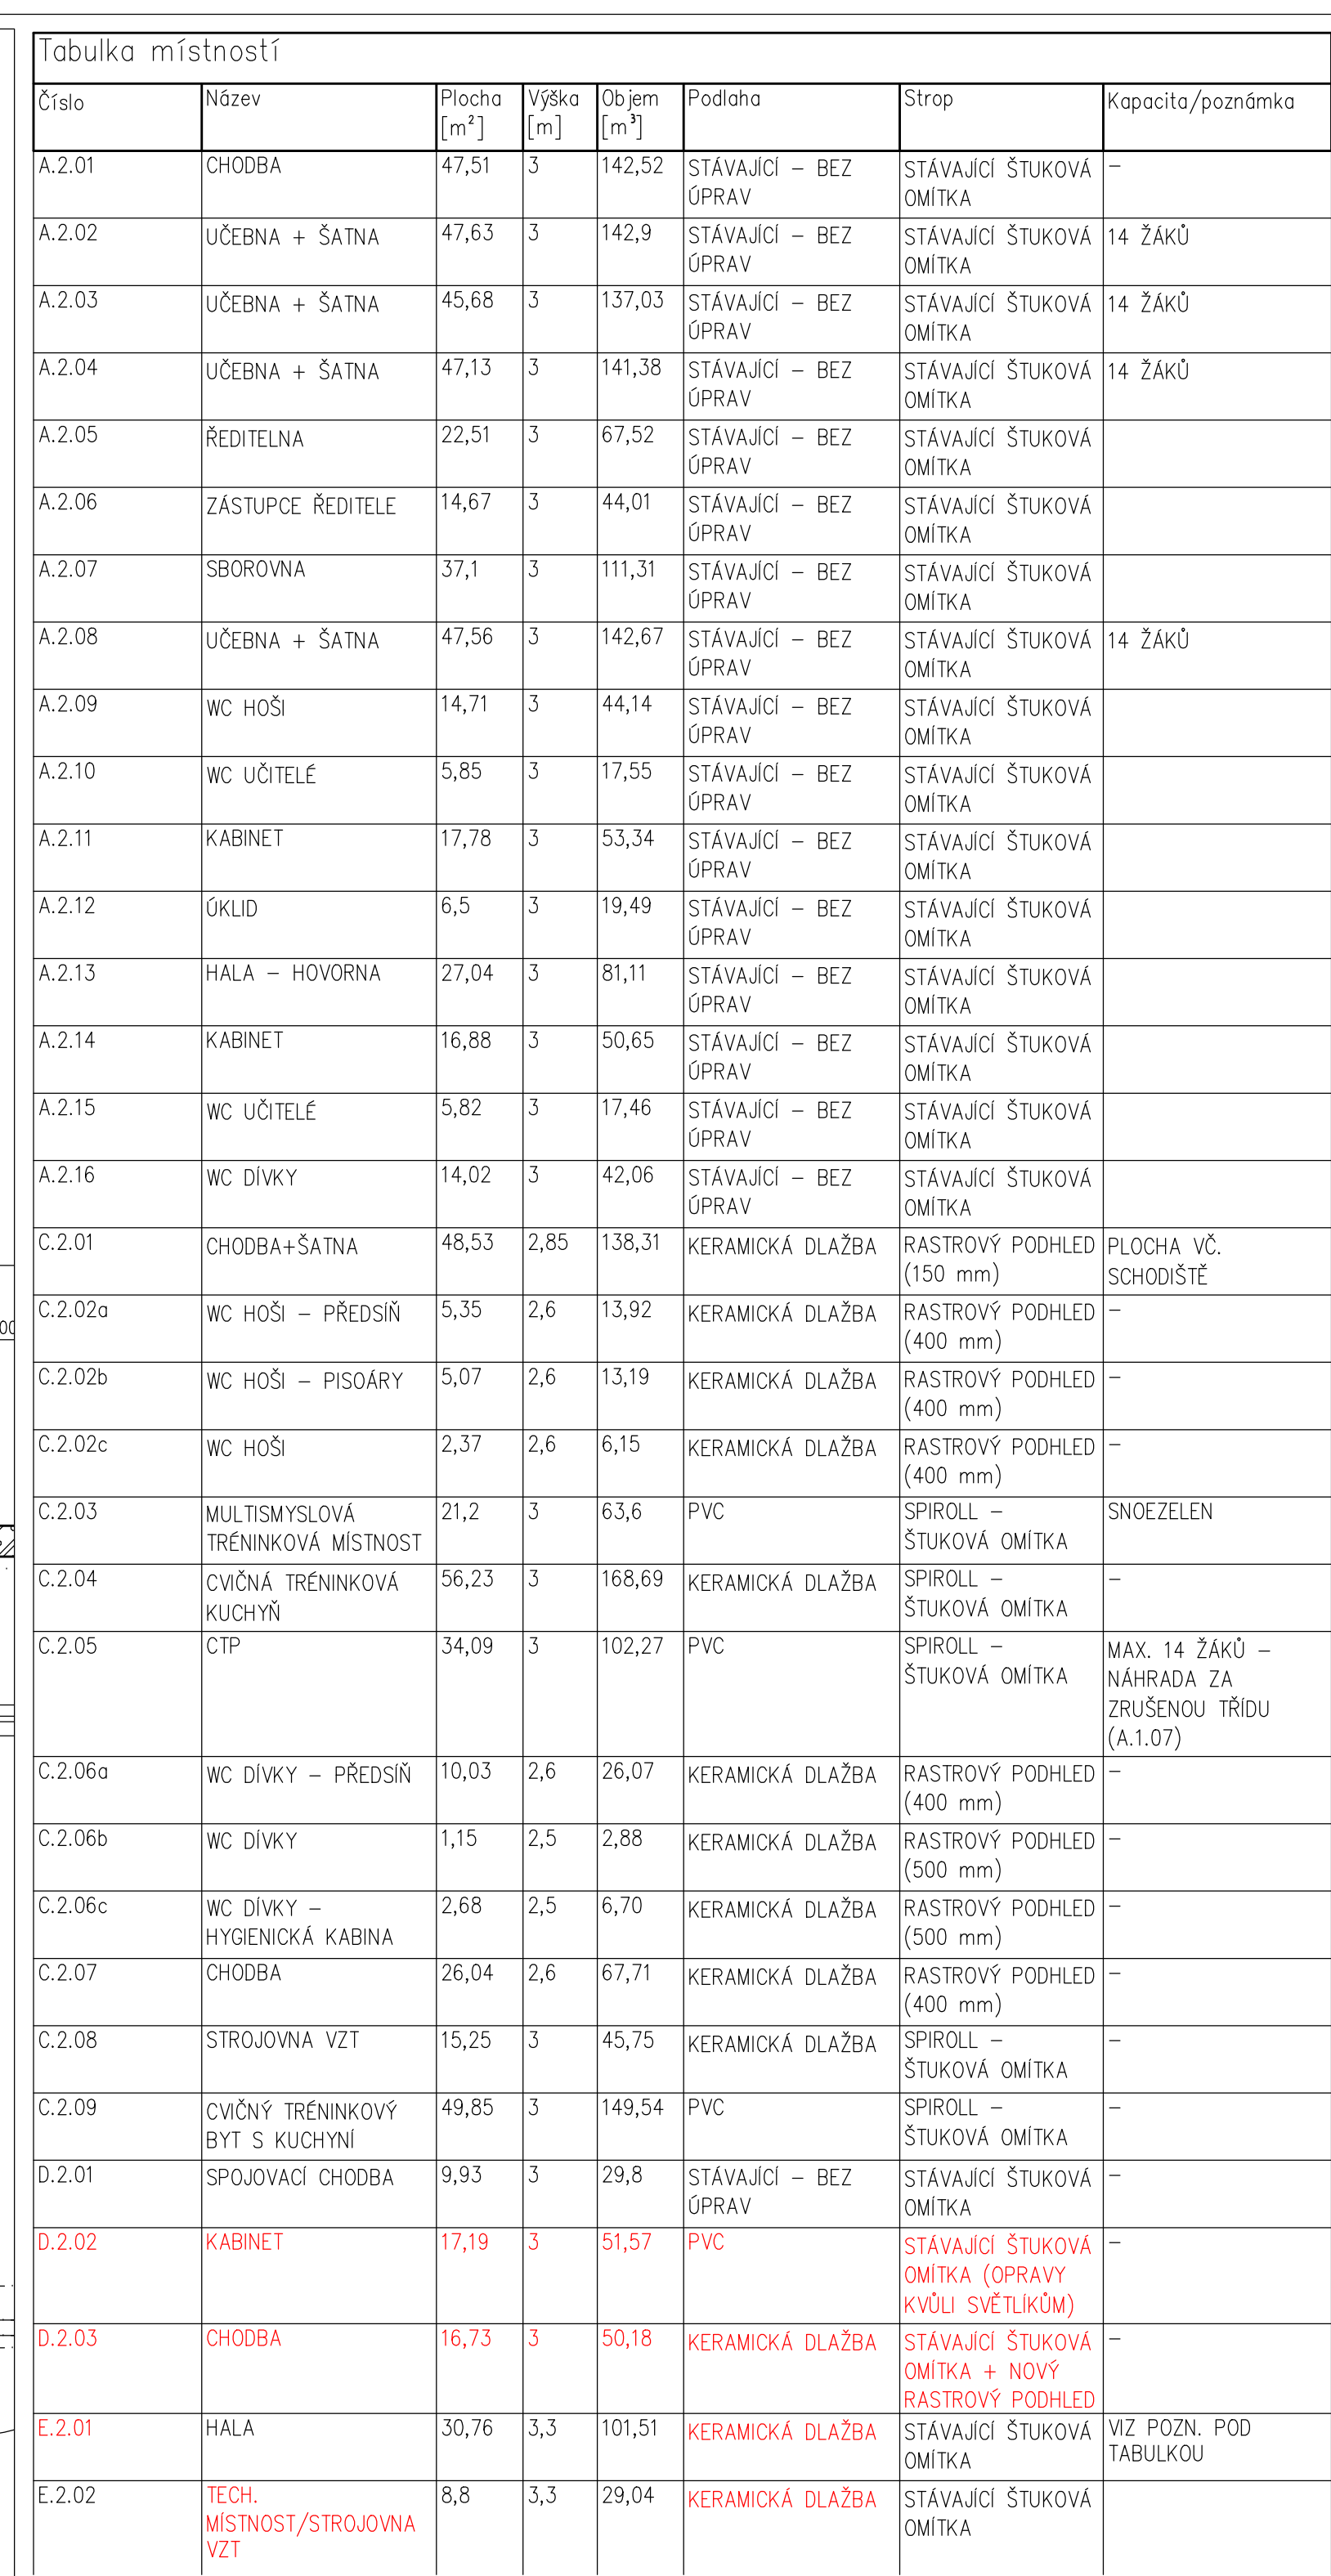 Tabulka místností
Číslo Název Plocha Výška Objem Podlaha Strop Kapacita/poznámka
[m²] [m] [m³]
A.2.01 CHODBA 47,51 3 142,52 STÁVAJÍCÍ – BEZ STÁVAJÍCÍ ŠTUKOVÁ –
ÚPRAV OMÍTKA
A.2.02 UČEBNA + ŠATNA 47,63 3 142,9 STÁVAJÍCÍ – BEZ STÁVAJÍCÍ ŠTUKOVÁ 14 ŽÁKŮ
ÚPRAV OMÍTKA
A.2.03 UČEBNA + ŠATNA 45,68 3 137,03 STÁVAJÍCÍ – BEZ STÁVAJÍCÍ ŠTUKOVÁ 14 ŽÁKŮ
ÚPRAV OMÍTKA
A.2.04 UČEBNA + ŠATNA 47,13 3 141,38 STÁVAJÍCÍ – BEZ STÁVAJÍCÍ ŠTUKOVÁ 14 ŽÁKŮ
ÚPRAV OMÍTKA
A.2.05 ŘEDITELNA 22,51 3 67,52 STÁVAJÍCÍ – BEZ STÁVAJÍCÍ ŠTUKOVÁ
ÚPRAV OMÍTKA
A.2.06 ZÁSTUPCE ŘEDITELE 14,67 3 44,01 STÁVAJÍCÍ – BEZ STÁVAJÍCÍ ŠTUKOVÁ
ÚPRAV OMÍTKA
A.2.07 SBOROVNA 37,1 3 111,31 STÁVAJÍCÍ – BEZ STÁVAJÍCÍ ŠTUKOVÁ
ÚPRAV OMÍTKA
A.2.08 UČEBNA + ŠATNA 47,56 3 142,67 STÁVAJÍCÍ – BEZ STÁVAJÍCÍ ŠTUKOVÁ 14 ŽÁKŮ
ÚPRAV OMÍTKA
A.2.09 WC HOŠI 14,71 3 44,14 STÁVAJÍCÍ – BEZ STÁVAJÍCÍ ŠTUKOVÁ
ÚPRAV OMÍTKA
A.2.10 WC UČITELÉ 5,85 3 17,55 STÁVAJÍCÍ – BEZ STÁVAJÍCÍ ŠTUKOVÁ
ÚPRAV OMÍTKA
A.2.11 KABINET 17,78 3 53,34 STÁVAJÍCÍ – BEZ STÁVAJÍCÍ ŠTUKOVÁ
ÚPRAV OMÍTKA
A.2.12 ÚKLID 6,5 3 19,49 STÁVAJÍCÍ – BEZ STÁVAJÍCÍ ŠTUKOVÁ
ÚPRAV OMÍTKA
A.2.13 HALA – HOVORNA 27,04 3 81,11 STÁVAJÍCÍ – BEZ STÁVAJÍCÍ ŠTUKOVÁ
ÚPRAV OMÍTKA
A.2.14 KABINET 16,88 3 50,65 STÁVAJÍCÍ – BEZ STÁVAJÍCÍ ŠTUKOVÁ
ÚPRAV OMÍTKA
A.2.15 WC UČITELÉ 5,82 3 17,46 STÁVAJÍCÍ – BEZ STÁVAJÍCÍ ŠTUKOVÁ
ÚPRAV OMÍTKA
A.2.16 WC DÍVKY 14,02 3 42,06 STÁVAJÍCÍ – BEZ STÁVAJÍCÍ ŠTUKOVÁ
ÚPRAV OMÍTKA
C.2.01 CHODBA+ŠATNA 48,53 2,85 138,31 KERAMICKÁ DLAŽBA RASTROVÝ PODHLED PLOCHA VČ.
(150 mm) SCHODIŠTĚ
C.2.02a WC HOŠI – PŘEDSÍŇ 5,35 2,6 13,92 KERAMICKÁ DLAŽBA RASTROVÝ PODHLED –
(400 mm)
C.2.02b WC HOŠI – PISOÁRY 5,07 2,6 13,19 KERAMICKÁ DLAŽBA RASTROVÝ PODHLED –
(400 mm)
C.2.02c WC HOŠI 2,37 2,6 6,15 KERAMICKÁ DLAŽBA RASTROVÝ PODHLED –
(400 mm)
C.2.03 MULTISMYSLOVÁ 21,2 3 63,6 PVC SPIROLL – SNOEZELEN
TRÉNINKOVÁ MÍSTNOST ŠTUKOVÁ OMÍTKA
C.2.04 CVIČNÁ TRÉNINKOVÁ 56,23 3 168,69 KERAMICKÁ DLAŽBA SPIROLL – –
KUCHYŇ ŠTUKOVÁ OMÍTKA
C.2.05 CTP 34,09 3 102,27 PVC SPIROLL – MAX. 14 ŽÁKŮ –
ŠTUKOVÁ OMÍTKA NÁHRADA ZA
ZRUŠENOU TŘÍDU
(A.1.07)
C.2.06a WC DÍVKY – PŘEDSÍŇ 10,03 2,6 26,07 KERAMICKÁ DLAŽBA RASTROVÝ PODHLED –
(400 mm)
C.2.06b WC DÍVKY 1,15 2,5 2,88 KERAMICKÁ DLAŽBA RASTROVÝ PODHLED –
(500 mm)
C.2.06c WC DÍVKY – 2,68 2,5 6,70 KERAMICKÁ DLAŽBA RASTROVÝ PODHLED –
HYGIENICKÁ KABINA (500 mm)
C.2.07 CHODBA 26,04 2,6 67,71 KERAMICKÁ DLAŽBA RASTROVÝ PODHLED –
(400 mm)
C.2.08 STROJOVNA VZT 15,25 3 45,75 KERAMICKÁ DLAŽBA SPIROLL – –
ŠTUKOVÁ OMÍTKA
C.2.09 CVIČNÝ TRÉNINKOVÝ 49,85 3 149,54 PVC SPIROLL – –
BYT S KUCHYNÍ ŠTUKOVÁ OMÍTKA
D.2.01 SPOJOVACÍ CHODBA 9,93 3 29,8 STÁVAJÍCÍ – BEZ STÁVAJÍCÍ ŠTUKOVÁ –
ÚPRAV OMÍTKA
D.2.02 KABINET 17,19 3 51,57 PVC STÁVAJÍCÍ ŠTUKOVÁ –
OMÍTKA (OPRAVY
KVŮLI SVĚTLÍKŮM)
D.2.03 CHODBA 16,73 3 50,18 KERAMICKÁ DLAŽBA STÁVAJÍCÍ ŠTUKOVÁ –
OMÍTKA + NOVÝ
RASTROVÝ PODHLED
E.2.01 HALA 30,76 3,3 101,51 KERAMICKÁ DLAŽBA STÁVAJÍCÍ ŠTUKOVÁ VIZ POZN. POD
OMÍTKA TABULKOU
E.2.02 TECH. 8,8 3,3 29,04 KERAMICKÁ DLAŽBA STÁVAJÍCÍ ŠTUKOVÁ
MÍSTNOST/STROJOVNA OMÍTKA
VZT